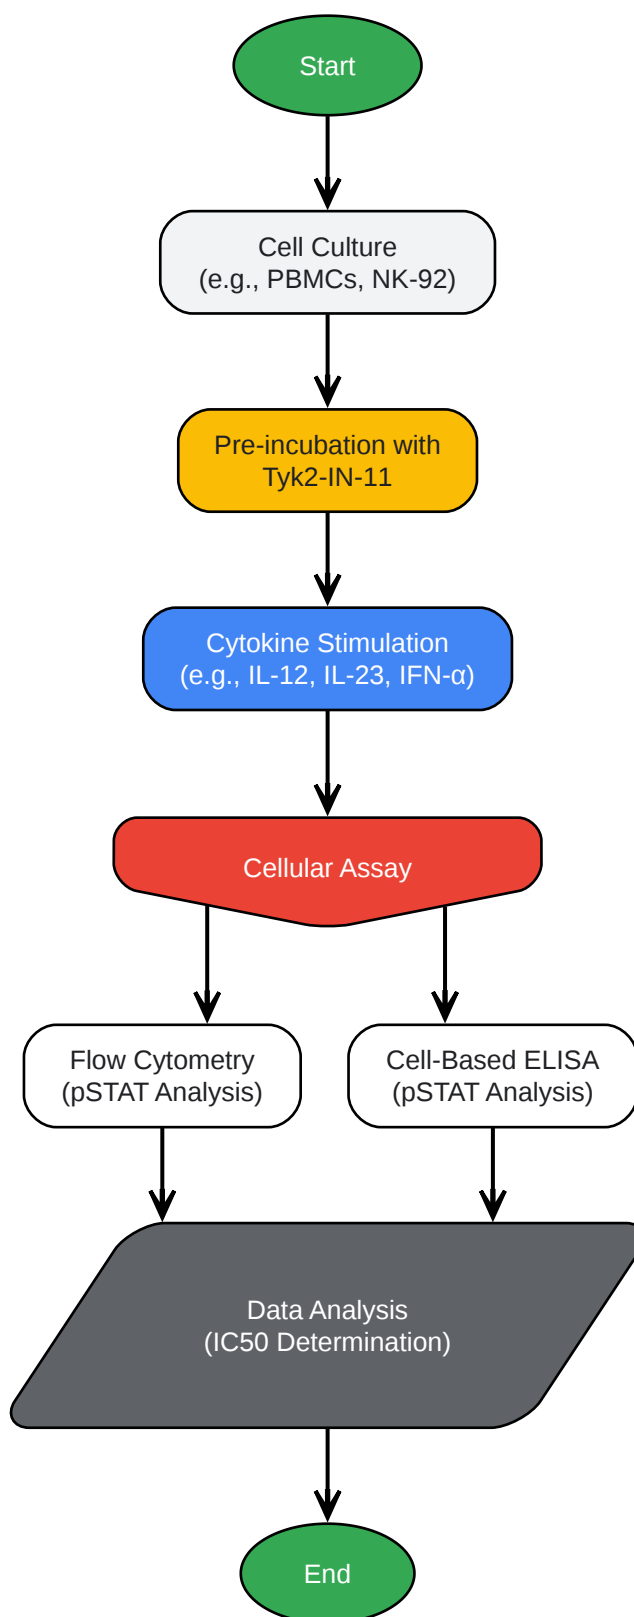 Start
Cell Culture
(e.g., PBMCs, NK-92)
Pre-incubation with
Tyk2-IN-11
Cytokine Stimulation
(e.g., IL-12, IL-23, IFN-α)
Cellular Assay
Flow Cytometry
(pSTAT Analysis)
Cell-Based ELISA
(pSTAT Analysis)
Data Analysis
(IC50 Determination)
End